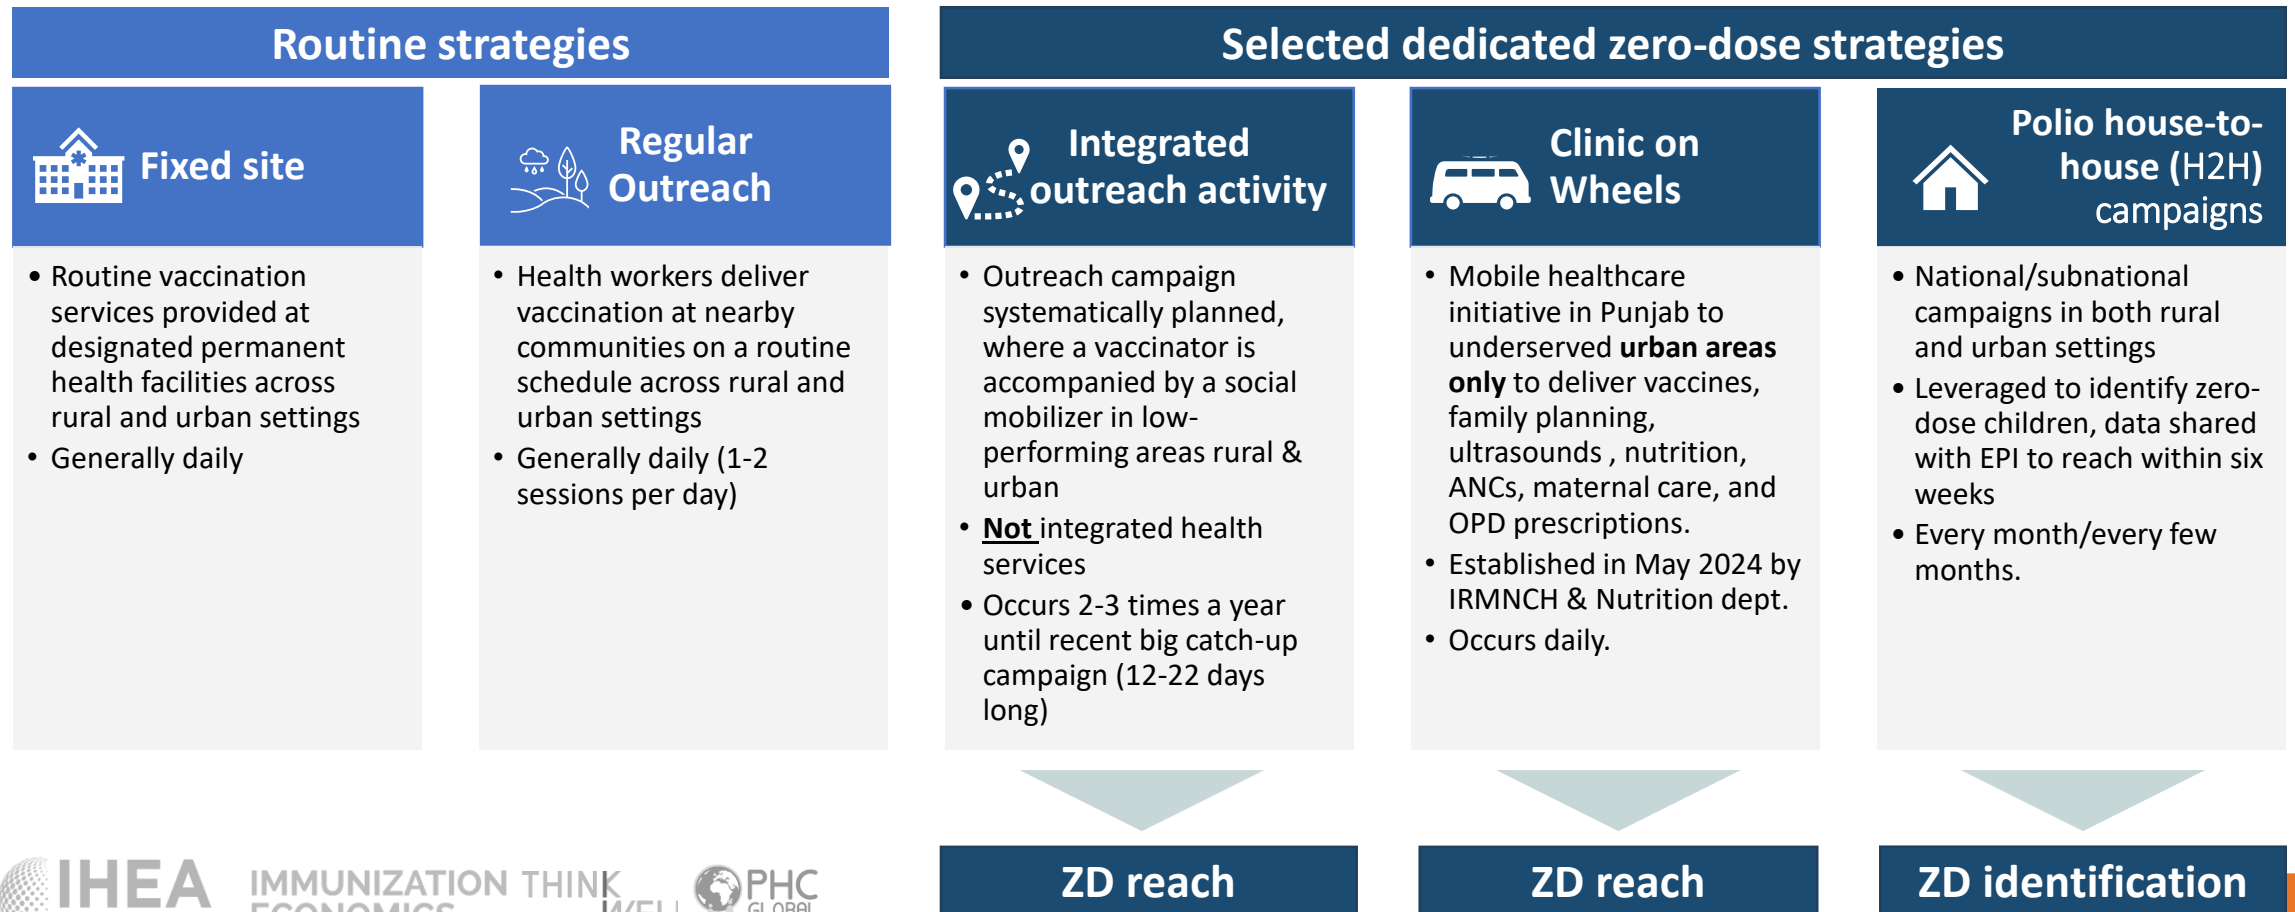 Routine strategies
Selected dedicated zero-dose strategies
Fixed site
• Routine vaccination
services provided at
designated permanent
health facilities across
rural and urban settings
• Generally daily
Regular
Outreach
• Health workers deliver
vaccination at nearby
communities on a routine
schedule across rural and
urban settings
• Generally daily (1-2
sessions per day)
Integrated
outreach activity
• Outreach campaign
systematically planned,
where a vaccinator is
accompanied by a social
mobilizer in low-
performing areas rural &
urban
• Not integrated health
services
• Occurs 2-3 times a year
until recent big catch-up
campaign (12-22 days
long)
Clinic on
Wheels
• Mobile healthcare
initiative in Punjab to
underserved urban areas
only to deliver vaccines,
family planning,
ultrasounds , nutrition,
ANCs, maternal care, and
OPD prescriptions.
• Established in May 2024 by
IRMNCH & Nutrition dept.
• Occurs daily.
Polio house-to-
house (H2H)
campaigns
• National/subnational
campaigns in both rural
and urban settings
• Leveraged to identify zero-
dose children, data shared
with EPI to reach within six
weeks
• Every month/every few
months.
ZD reach
ZD reach
ZD identification
IHEA
IMMUNIZATION
ECONOMICS
THINK
WELL
PHC
GLOBAL